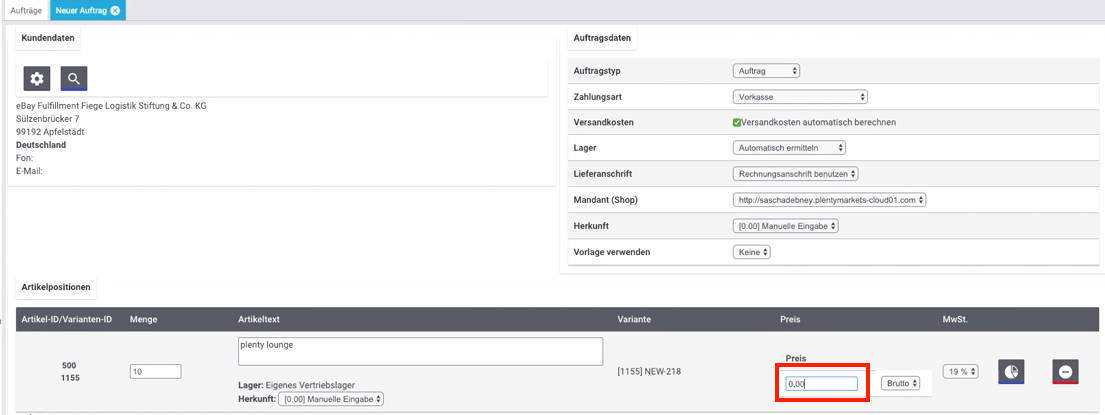 Aufträge
Neuer Auftrag
Kundendaten
eBay Fulfillment Fiege Logistik Stiftung & Co. KG
Sülzenbrücker 7
99192 Apfelstädt
Deutschland
Fon:
E-Mail:
Auftragsdaten
Auftragstyp Auftrag
Zahlungsart Vorkasse
Versandkosten Versandkosten automatisch berechnen
Lager Automatisch ermitteln
Lieferanschrift Rechnungsanschrift benutzen
Mandant (Shop) http://saschadebney.plentymarkets-cloud01.com
Herkunft [0.00] Manuelle Eingabe
Vorlage verwenden Keine
Artikelpositionen
Artikel-ID/Varianten-ID Menge Artikeltext Variante Preis MwSt.
500
1155
10
plenty lounge
Lager: Eigenes Vertriebslager
Herkunft: [0.00] Manuelle Eingabe
[1155] NEW-218
Preis
0,00 Brutto
19 %